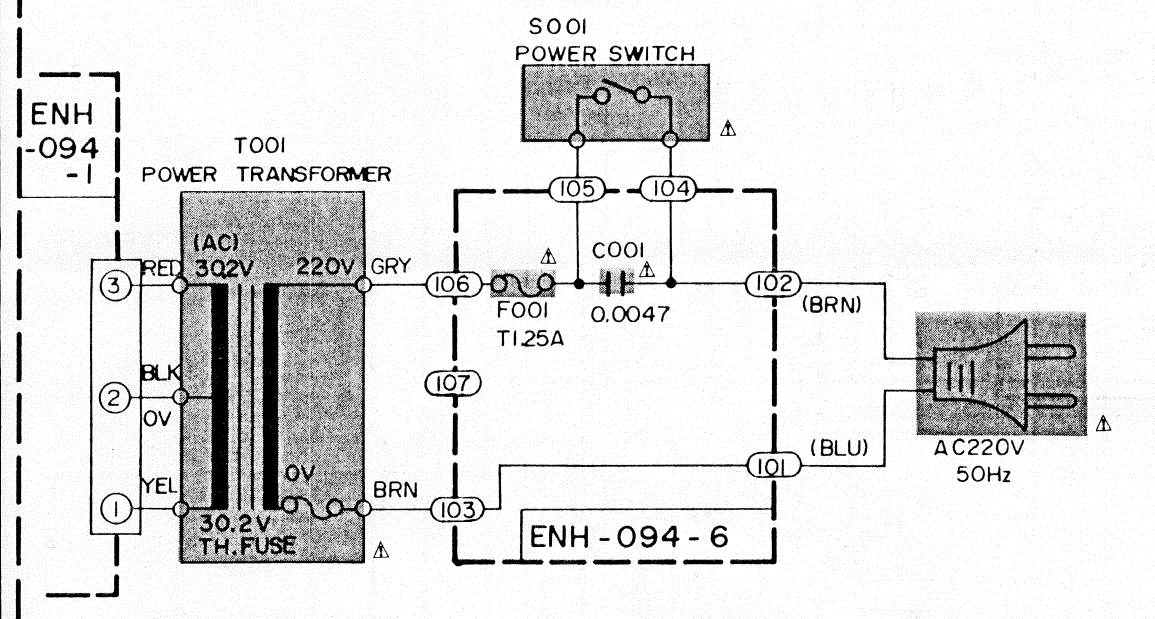 S001
POWER SWITCH
ENH
-094
-1
T001
POWER TRANSFORMER
105
104
(AC)
RED
30.2V
220V
GRY
C001
3
106
102
F001
0.0047
(BRN)
T1.25A
BLK
107
2
0V
(BLU)
AC220V
101
50Hz
0V
YEL
BRN
1
103
30.2V
TH.FUSE
ENH-094-6